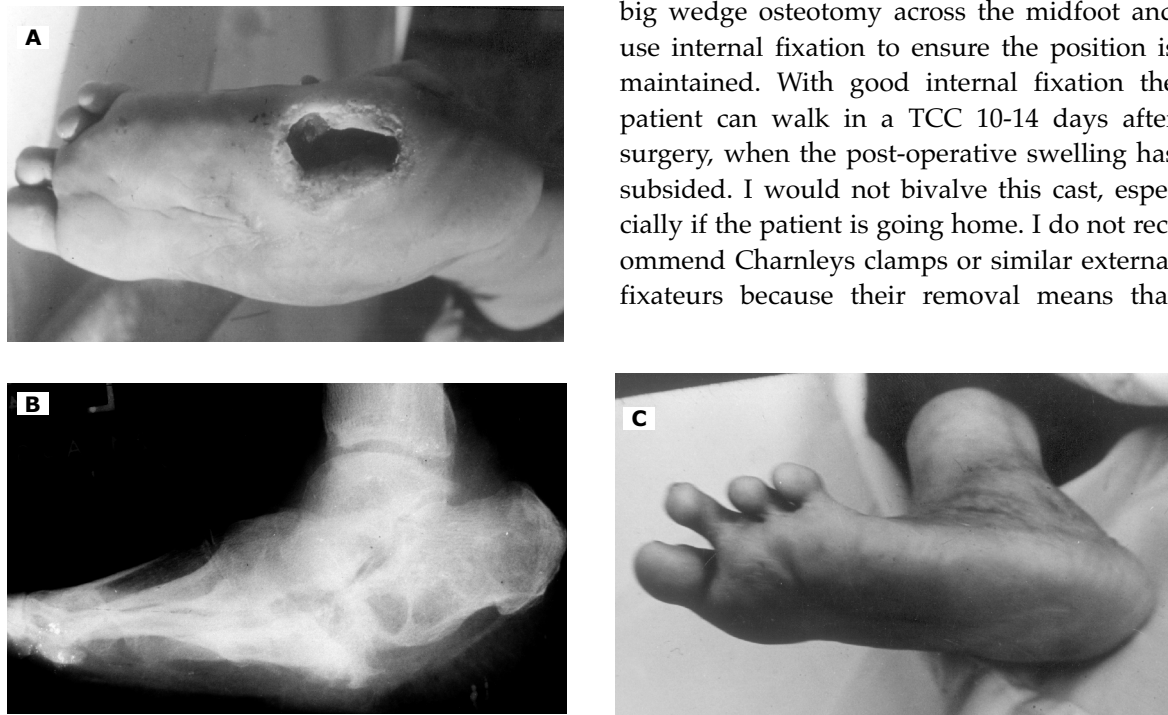 A
big wedge osteotomy across the midfoot and
use internal fixation to ensure the position is
maintained. With good internal fixation the
patient can walk in a TCC 10-14 days after
surgery, when the post-operative swelling has
subsided. I would not bivalve this cast, espe
cially if the patient is going home. I do not rec
ommend Charnleys clamps or similar externa
fixateurs because their removal means tha
B
C